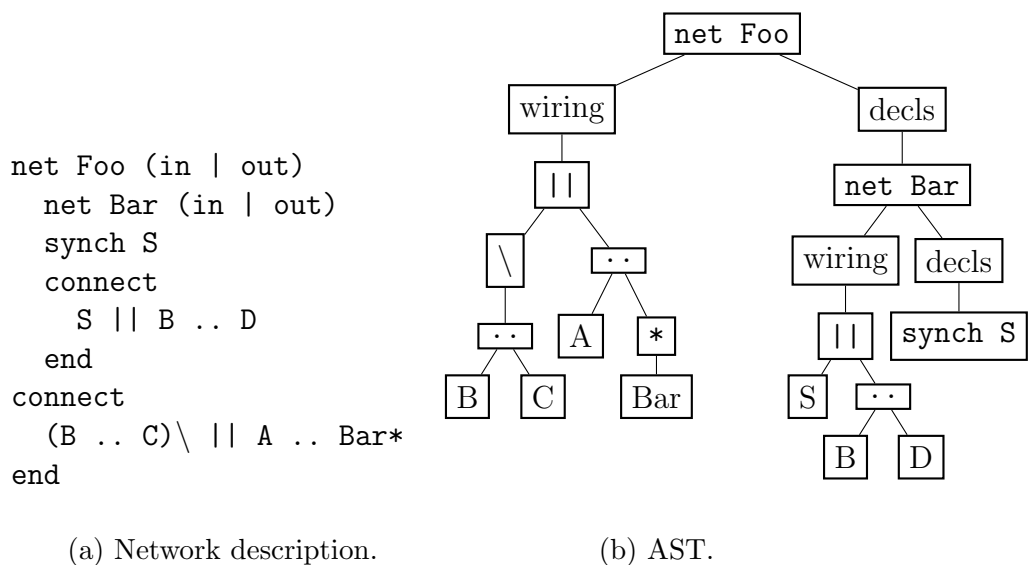 net Foo (in | out)
net Bar (in | out)
synch S
connect
S || B .. D
end
connect
(B .. C)\ || A .. Bar*
end
(a) Network description.
net Foo
wiring
decls
||
net Bar
\
..
wiring
decls
..
A
*
||
synch S
B
C
Bar
S
..
B
D
(b) AST.